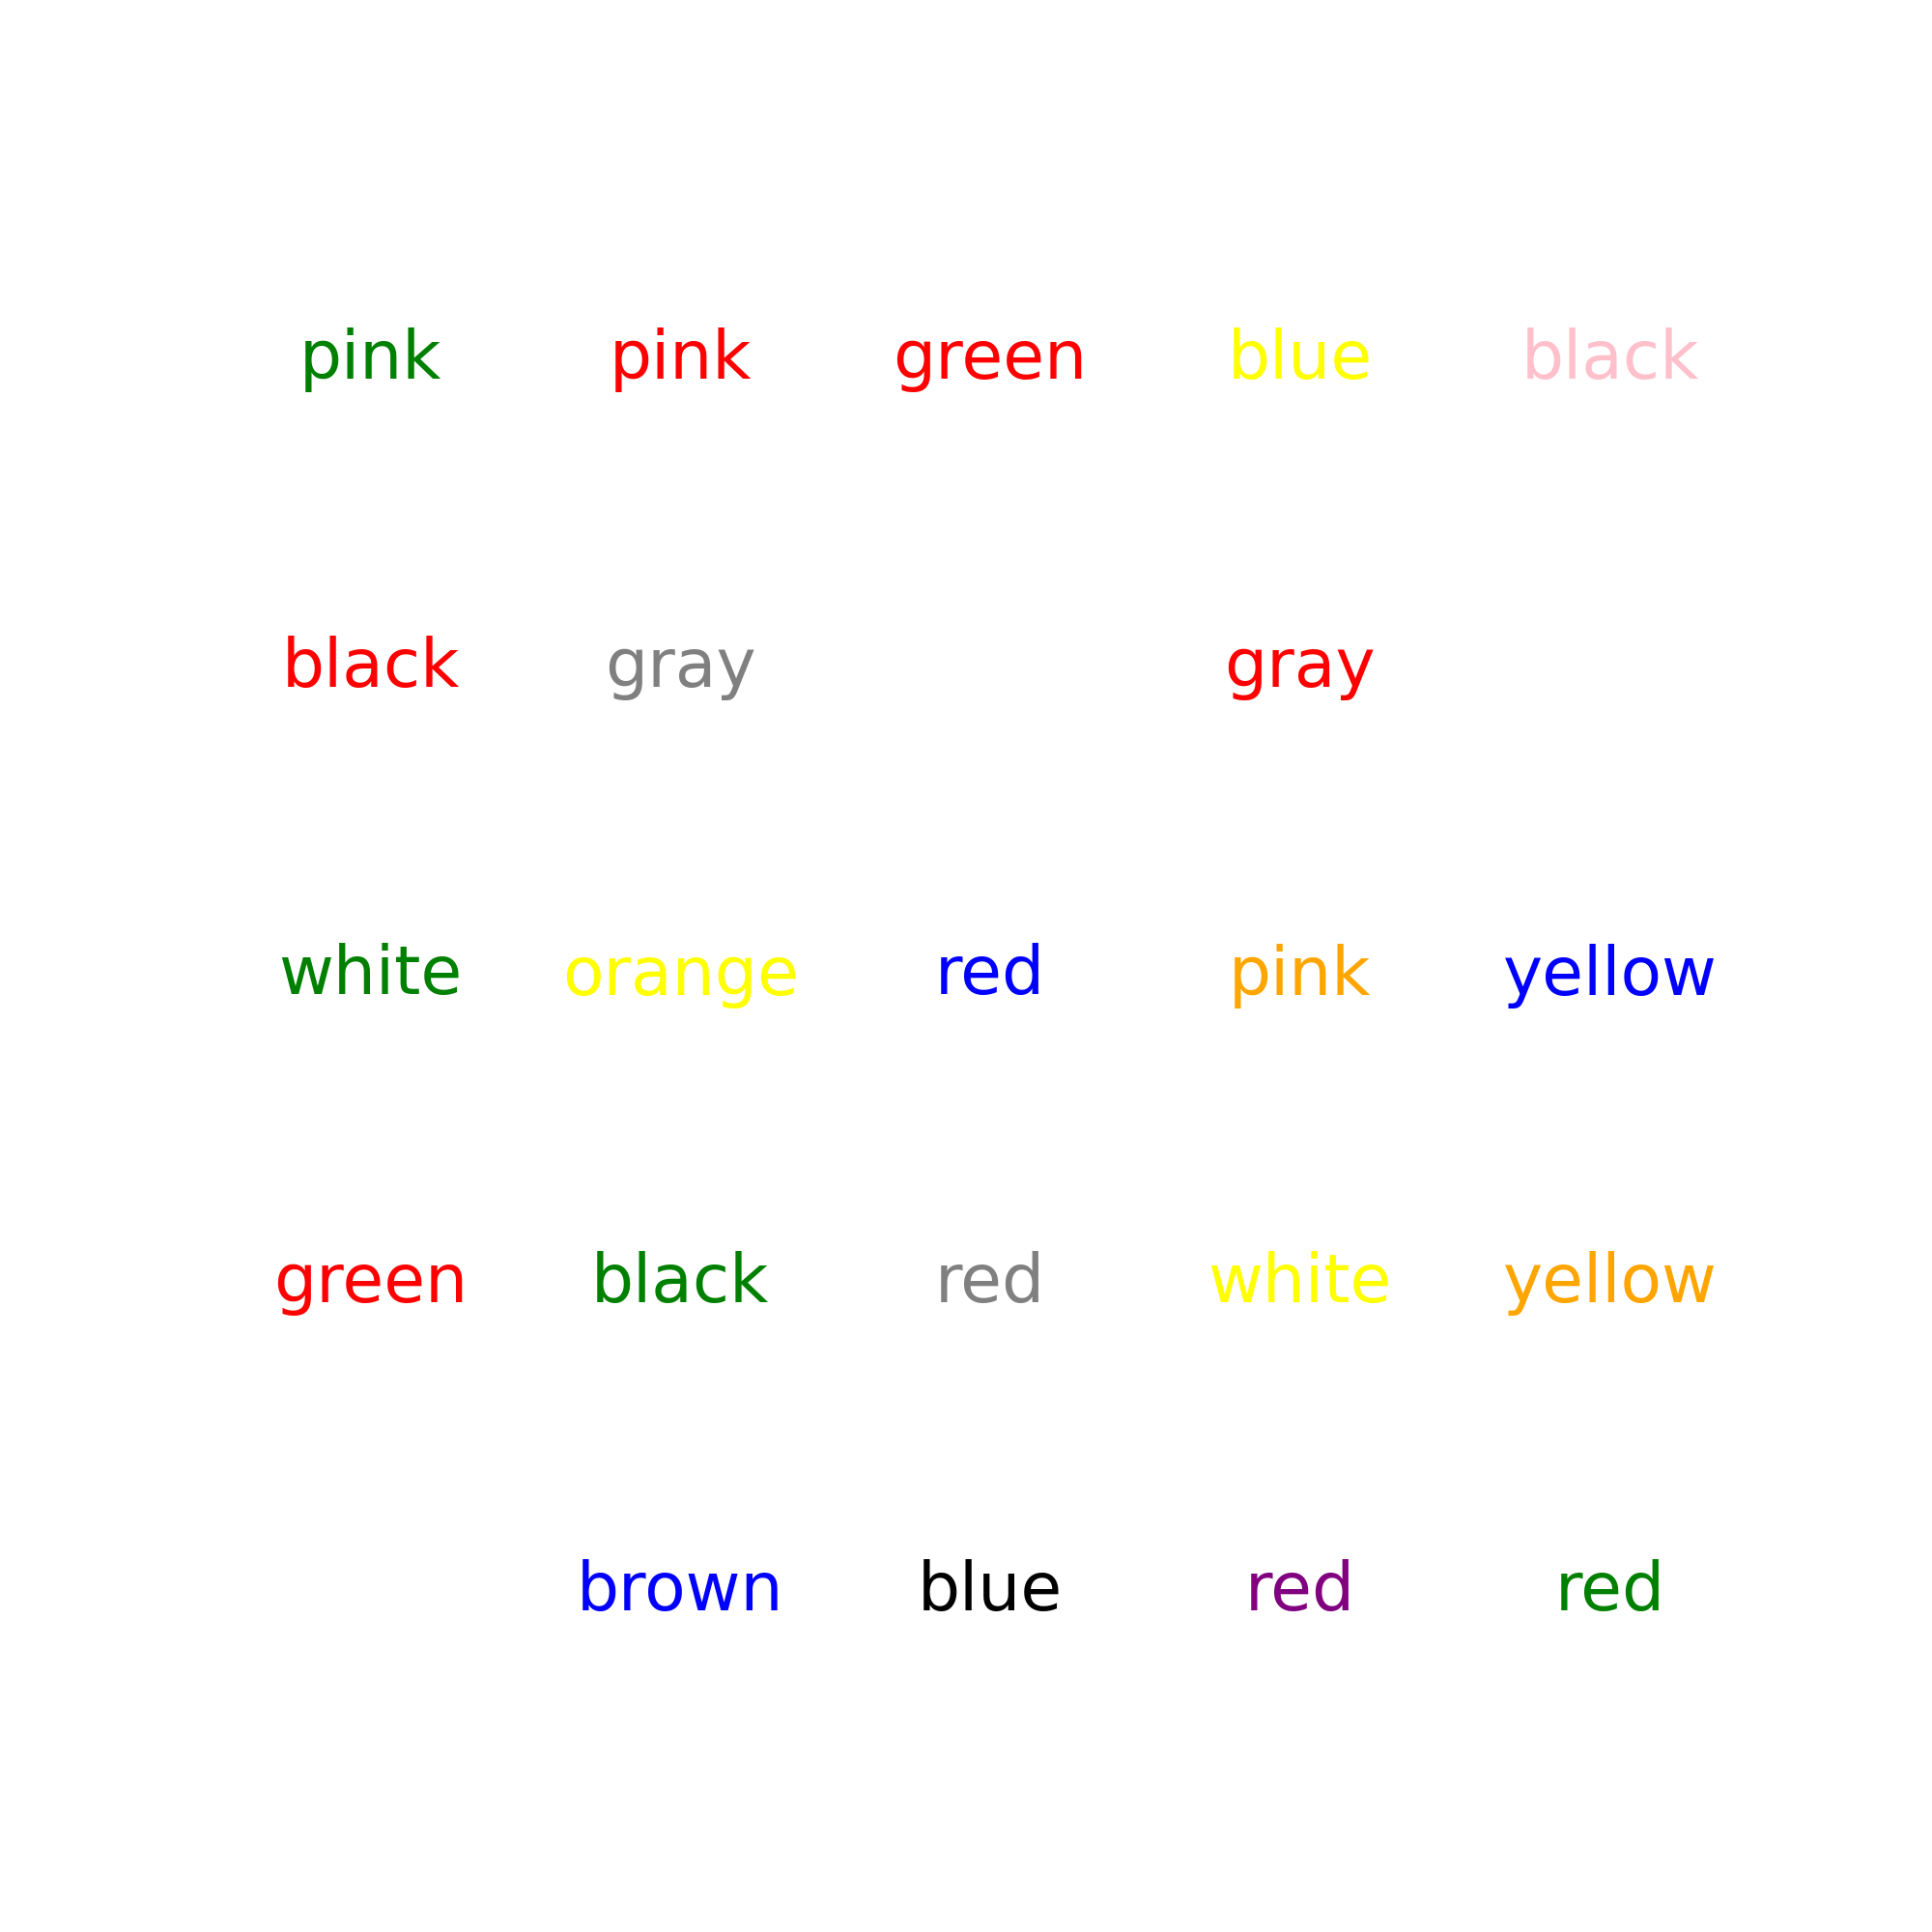 pink pink green blue black
black gray gray
white orange red pink yellow
green black red white yellow
brown blue red red